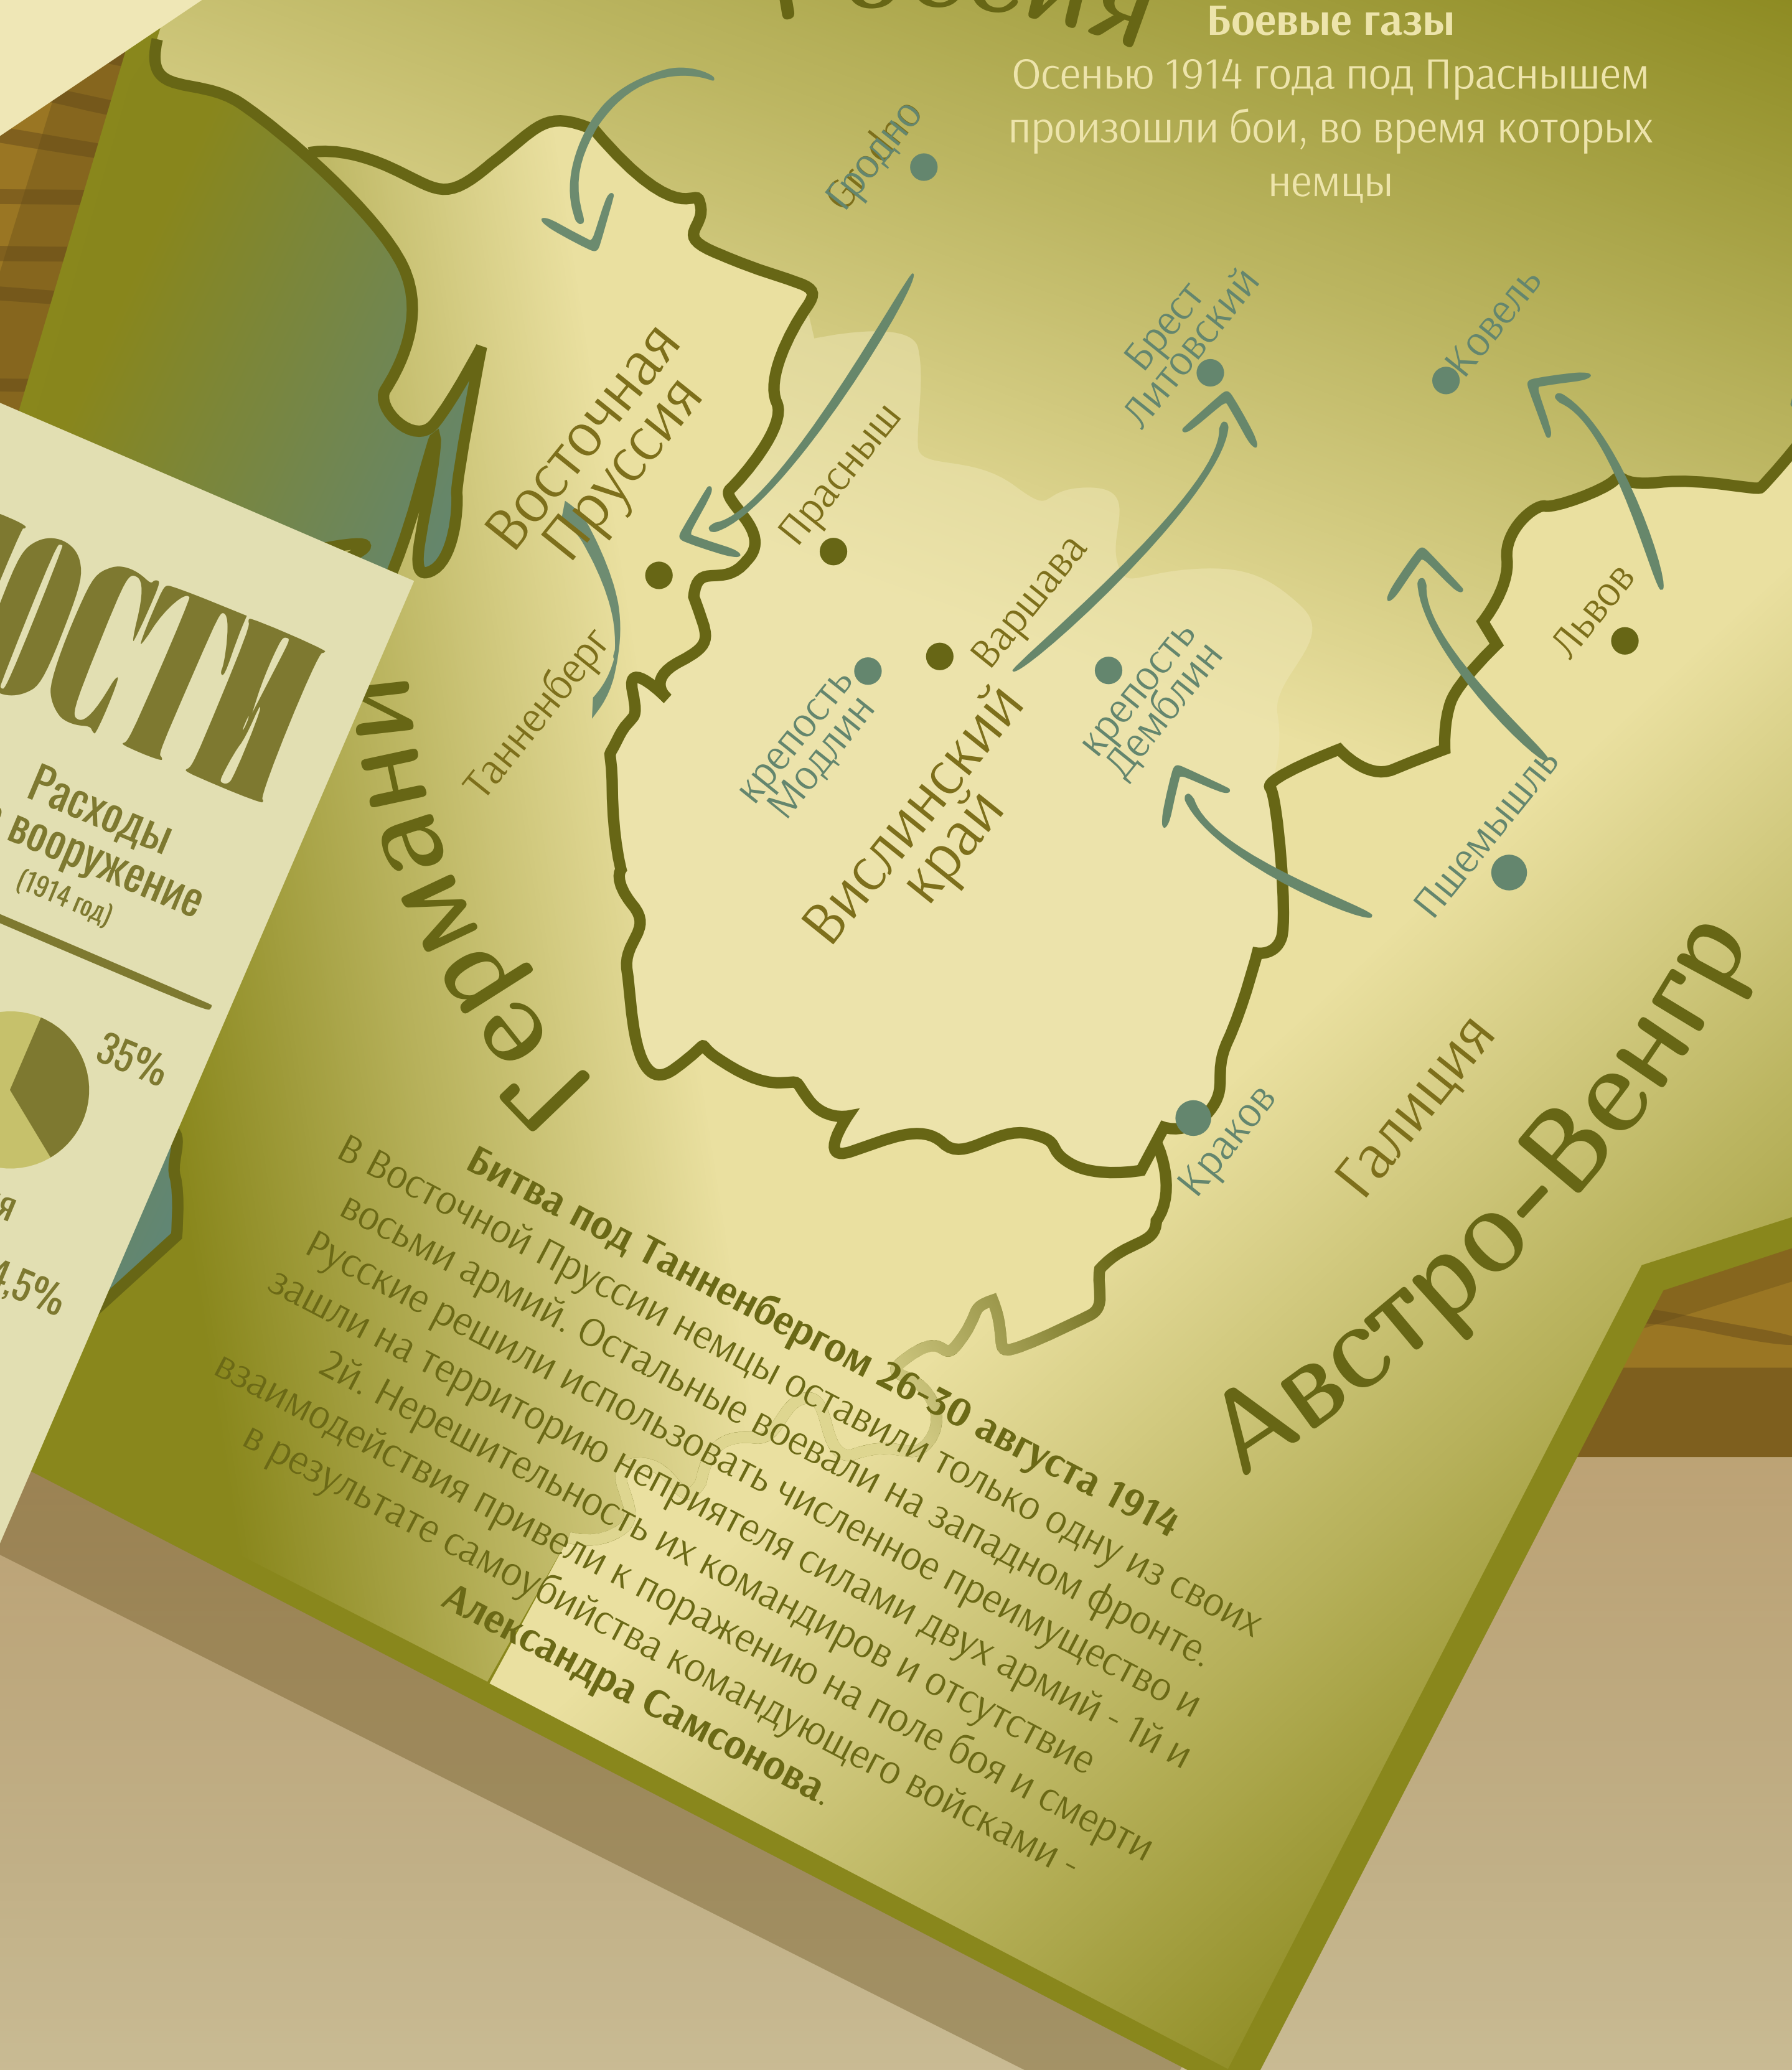 Боевые газы
Осенью 1914 года под Праснышем
произошли бои, во время которых
немцы
Гродно
Брест
Литовский
Ковель
Восточная
Пруссия
Прасныш
Варшава
Львов
Танненберг
крепость
Модлин
крепость
Демблин
Вислинский
край
Пшемышль
Краков
Галиция
Австро-Венгр
Германи
Расходы
вооружение
(1914 год)
35%
4,5%
Битва под Танненбергом 26-30 августа 1914
В Восточной Пруссии немцы оставили только одну из своих
восьми армий. Остальные воевали на западном фронте.
Русские решили использовать численное преимущество и
зашли на территорию неприятеля силами двух армий - 1й и
2й. Нерешительность их командиров и отсутствие
взаимодействия привели к поражению на поле боя и смерти
в результате самоубийства командующего войсками -
Александра Самсонова.